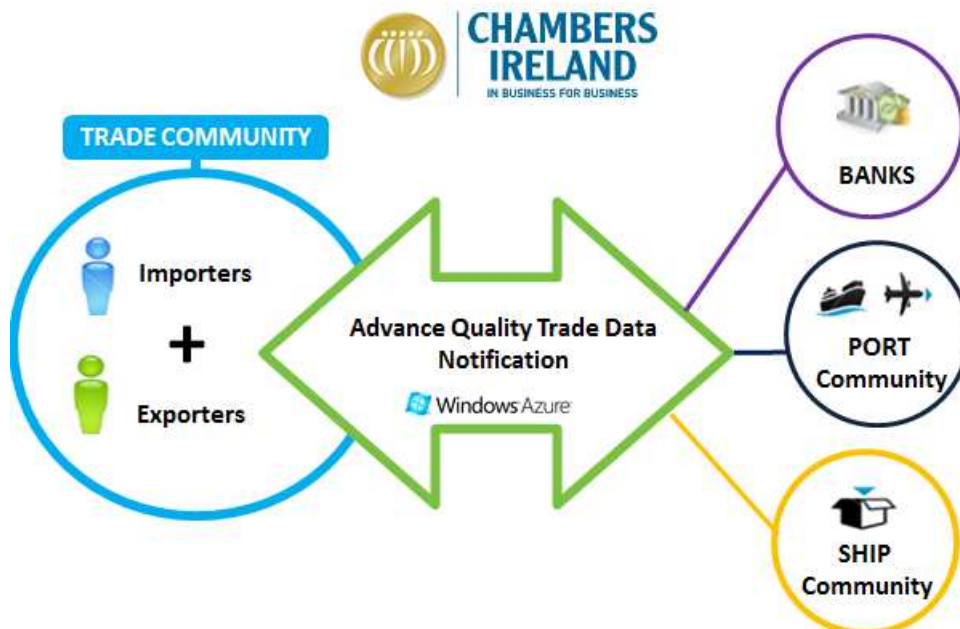 CHAMBERS
IRELAND
IN BUSINESS FOR BUSINESS
TRADE COMMUNITY
Importers
+
Exporters
Advance Quality Trade Data
Notification
Windows Azure
BANKS
PORT
Community
SHIP
Community